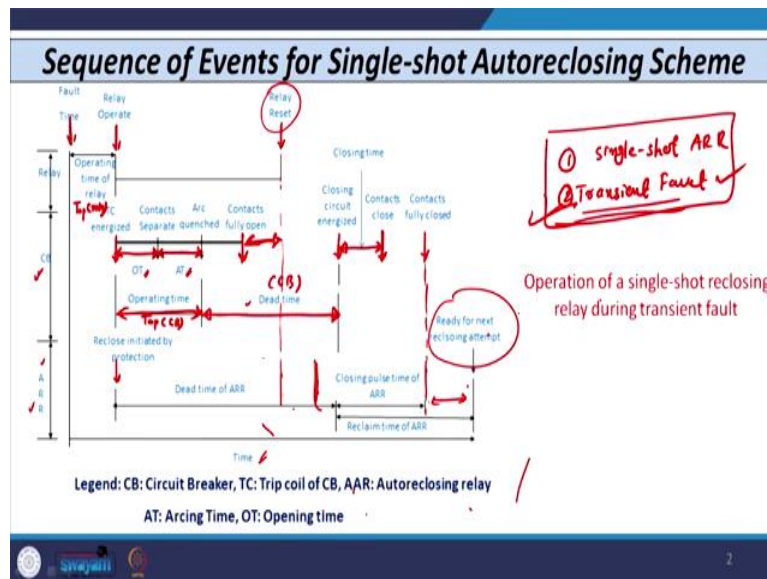 Sequence of Events for Single-shot Autoreclosing Scheme
Fault
Time
Relay
Operate
Relay
Reset
Relay
Operating
time of
relay
Closing time
Closing
circuit
energized
Contacts
close
Contacts
fully closed
energized
Contacts
Separate
Arc
quenched
Contacts
fully open
CB
OT
AT
(CB)
Operating time
Top(CB)
Dead time
Reclose initiated by
protection
Ready for next
reclsoing attempt
A
R
R
Dead time of ARR
Closing pulse time of
ARR
Reclaim time of ARR
Time
① single-shot ARR
② Transient Fault
Operation of a single-shot reclosing
relay during transient fault
Legend: CB: Circuit Breaker, TC: Trip coil of CB, AAR: Autoreclosing relay
AT: Arcing Time, OT: Opening time
swayam
2